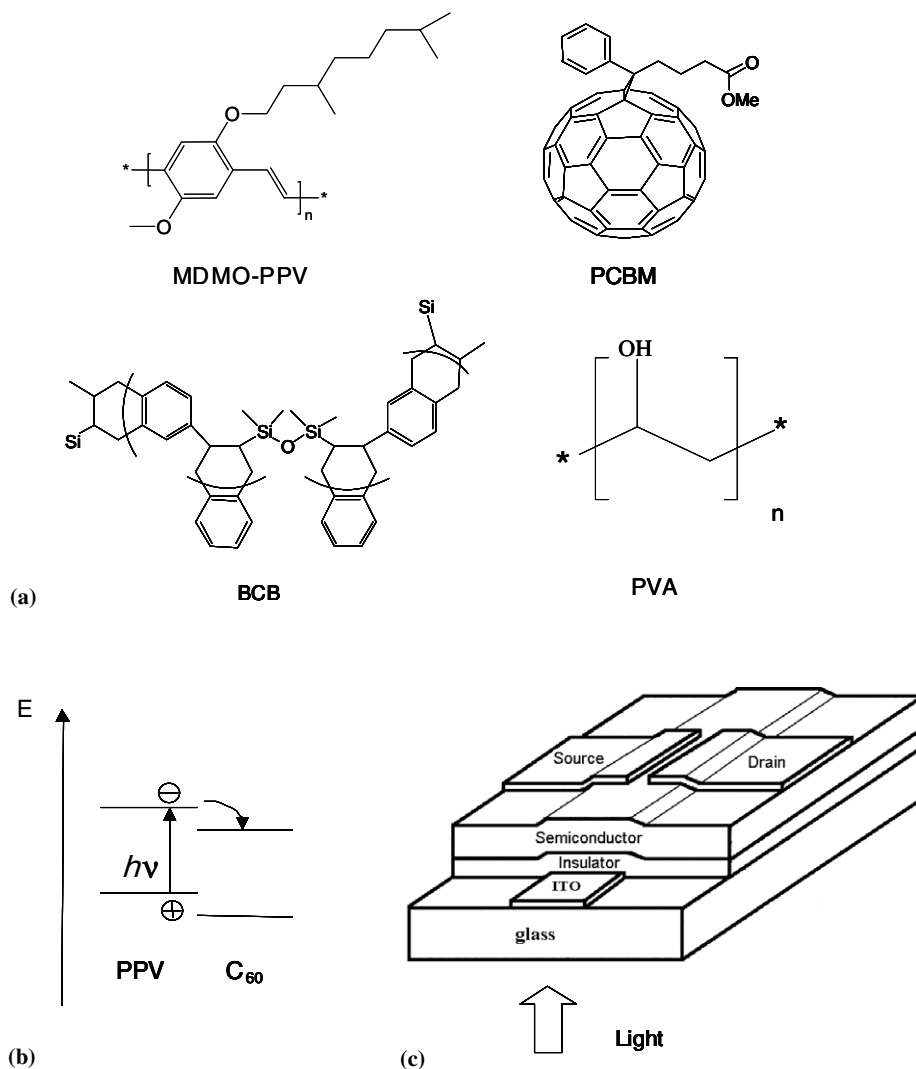 O
O
n
MDMO-PPV
O
OMe
PCBM
Si
Si
Si
Si
O
BCB
OH
n
PVA
(a)
E
hν
PPV
C60
(b)
Source
Drain
Semiconductor
Insulator
ITO
glass
Light
(c)